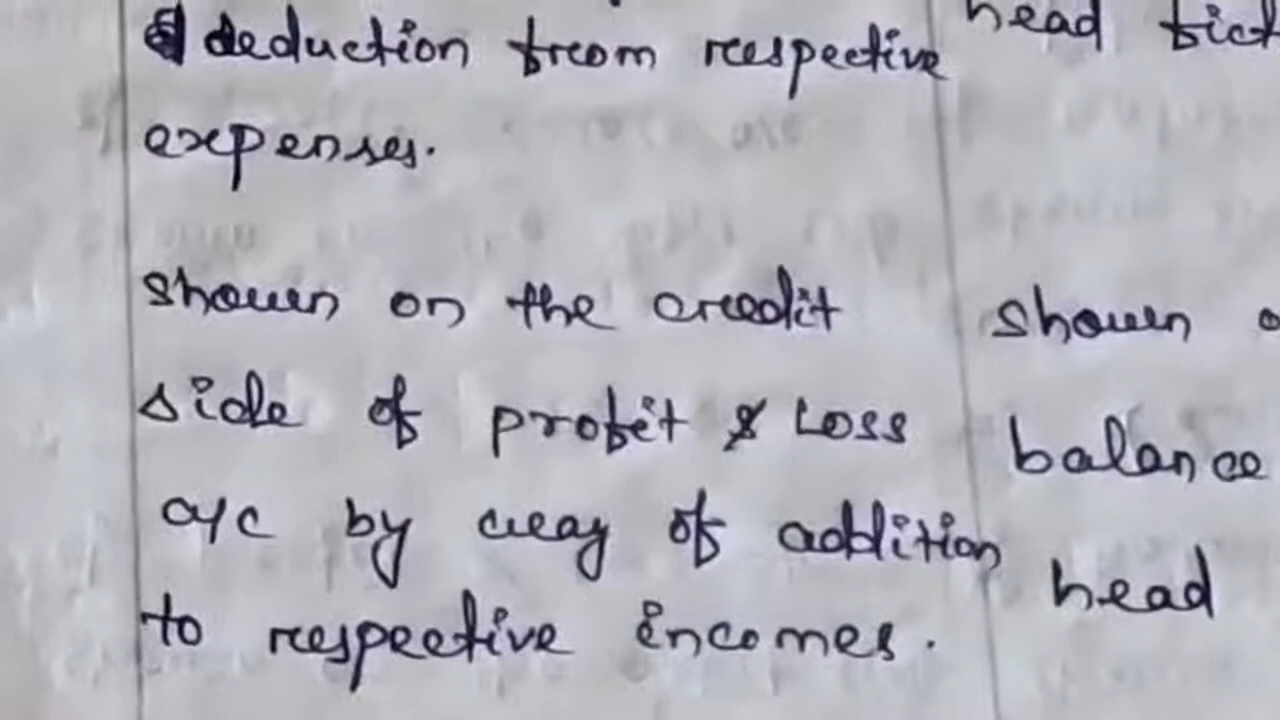 deduction from respective
expenses.
shown on the credit
side of profit & Loss
a/c by way of addition
to respective incomes.
head
shown
balance
head